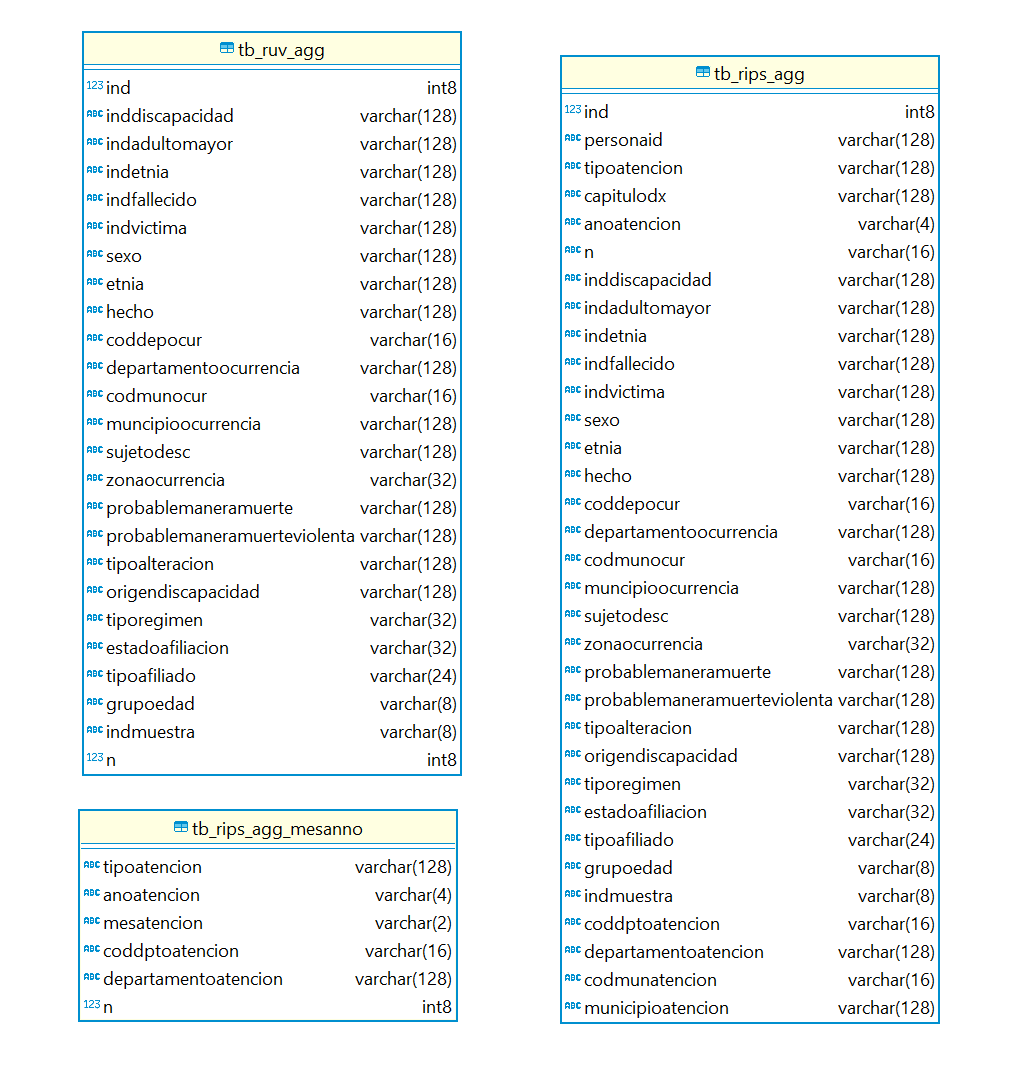 tb_ruv_agg
123 ind int8
ABC inddiscapacidad varchar(128)
ABC indadultomayor varchar(128)
ABC indetnia varchar(128)
ABC indfallecido varchar(128)
ABC indvictima varchar(128)
ABC sexo varchar(128)
ABC etnia varchar(128)
ABC hecho varchar(128)
ABC coddepocur varchar(16)
ABC departamentoocurrencia varchar(128)
ABC codmunocur varchar(16)
ABC muncipioocurrencia varchar(128)
ABC sujetodesc varchar(128)
ABC zonaocurrencia varchar(32)
ABC probablemaneramuerte varchar(128)
ABC probablemaneramuerteviolenta varchar(128)
ABC tipoalteracion varchar(128)
ABC origendiscapacidad varchar(128)
ABC tiporegimen varchar(32)
ABC estadoafiliacion varchar(32)
ABC tipoafiliado varchar(24)
ABC grupoedad varchar(8)
ABC indmuestra varchar(8)
123 n int8
tb_rips_agg_mesanno
ABC tipoatencion varchar(128)
ABC anoatencion varchar(4)
ABC mesatencion varchar(2)
ABC coddptoatencion varchar(16)
ABC departamentoatencion varchar(128)
123 n int8
tb_rips_agg
123 ind int8
ABC personaid varchar(128)
ABC tipoatencion varchar(128)
ABC capitulodx varchar(128)
ABC anoatencion varchar(4)
ABC n varchar(16)
ABC inddiscapacidad varchar(128)
ABC indadultomayor varchar(128)
ABC indetnia varchar(128)
ABC indfallecido varchar(128)
ABC indvictima varchar(128)
ABC sexo varchar(128)
ABC etnia varchar(128)
ABC hecho varchar(128)
ABC coddepocur varchar(16)
ABC departamentoocurrencia varchar(128)
ABC codmunocur varchar(16)
ABC muncipioocurrencia varchar(128)
ABC sujetodesc varchar(128)
ABC zonaocurrencia varchar(32)
ABC probablemaneramuerte varchar(128)
ABC probablemaneramuerteviolenta varchar(128)
ABC tipoalteracion varchar(128)
ABC origendiscapacidad varchar(128)
ABC tiporegimen varchar(32)
ABC estadoafiliacion varchar(32)
ABC tipoafiliado varchar(24)
ABC grupoedad varchar(8)
ABC indmuestra varchar(8)
ABC coddptoatencion varchar(16)
ABC departamentoatencion varchar(128)
ABC codmunatencion varchar(16)
ABC municipioatencion varchar(128)